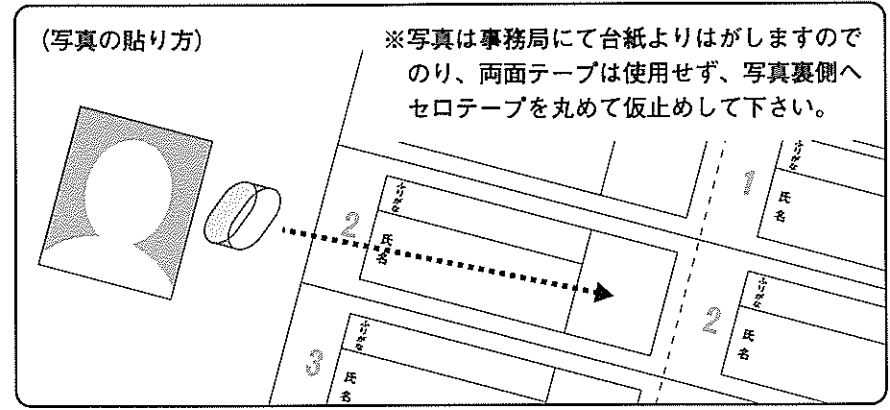 (写真の貼り方)
※写真は事務局にて台紙よりはがしますので
のり、両面テープは使用せず、写真裏側へ
セロテープを丸めて仮止めして下さい。
1
ふりがな
氏名
2
ふりがな
氏名
2
ふりがな
氏名
3
ふりがな
氏名